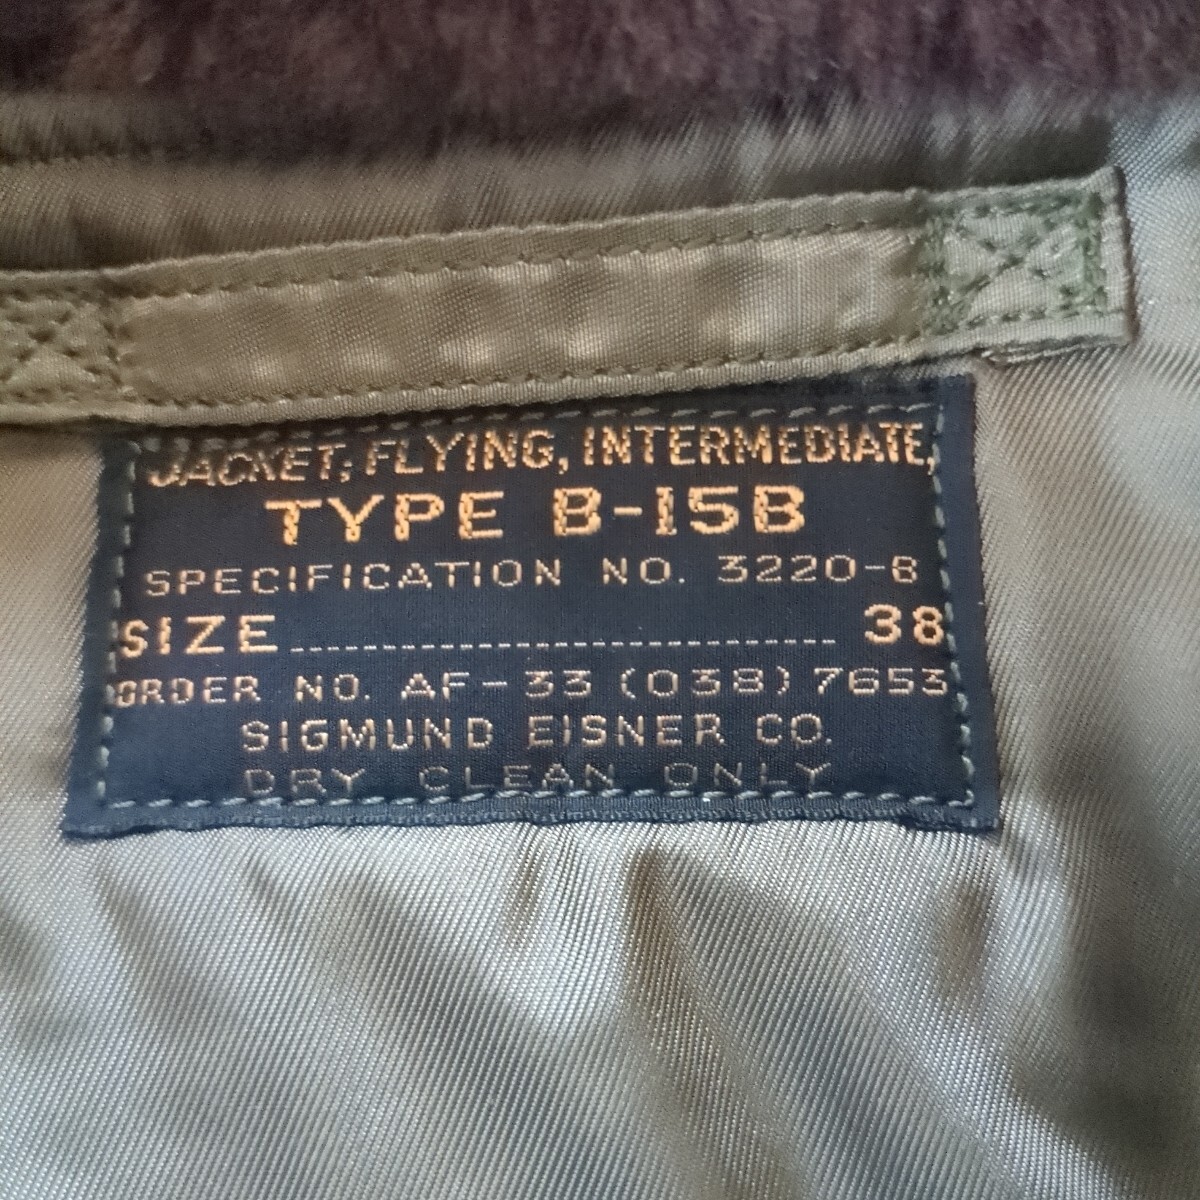 JACKET, FLYING, INTERMEDIATE,
TYPE B-15B
SPECIFICATION NO. 3220-B
SIZE 38
ORDER NO. AF-33 (038) 7653
SIGMUND EISNER CO.
DRY CLEAN ONLY